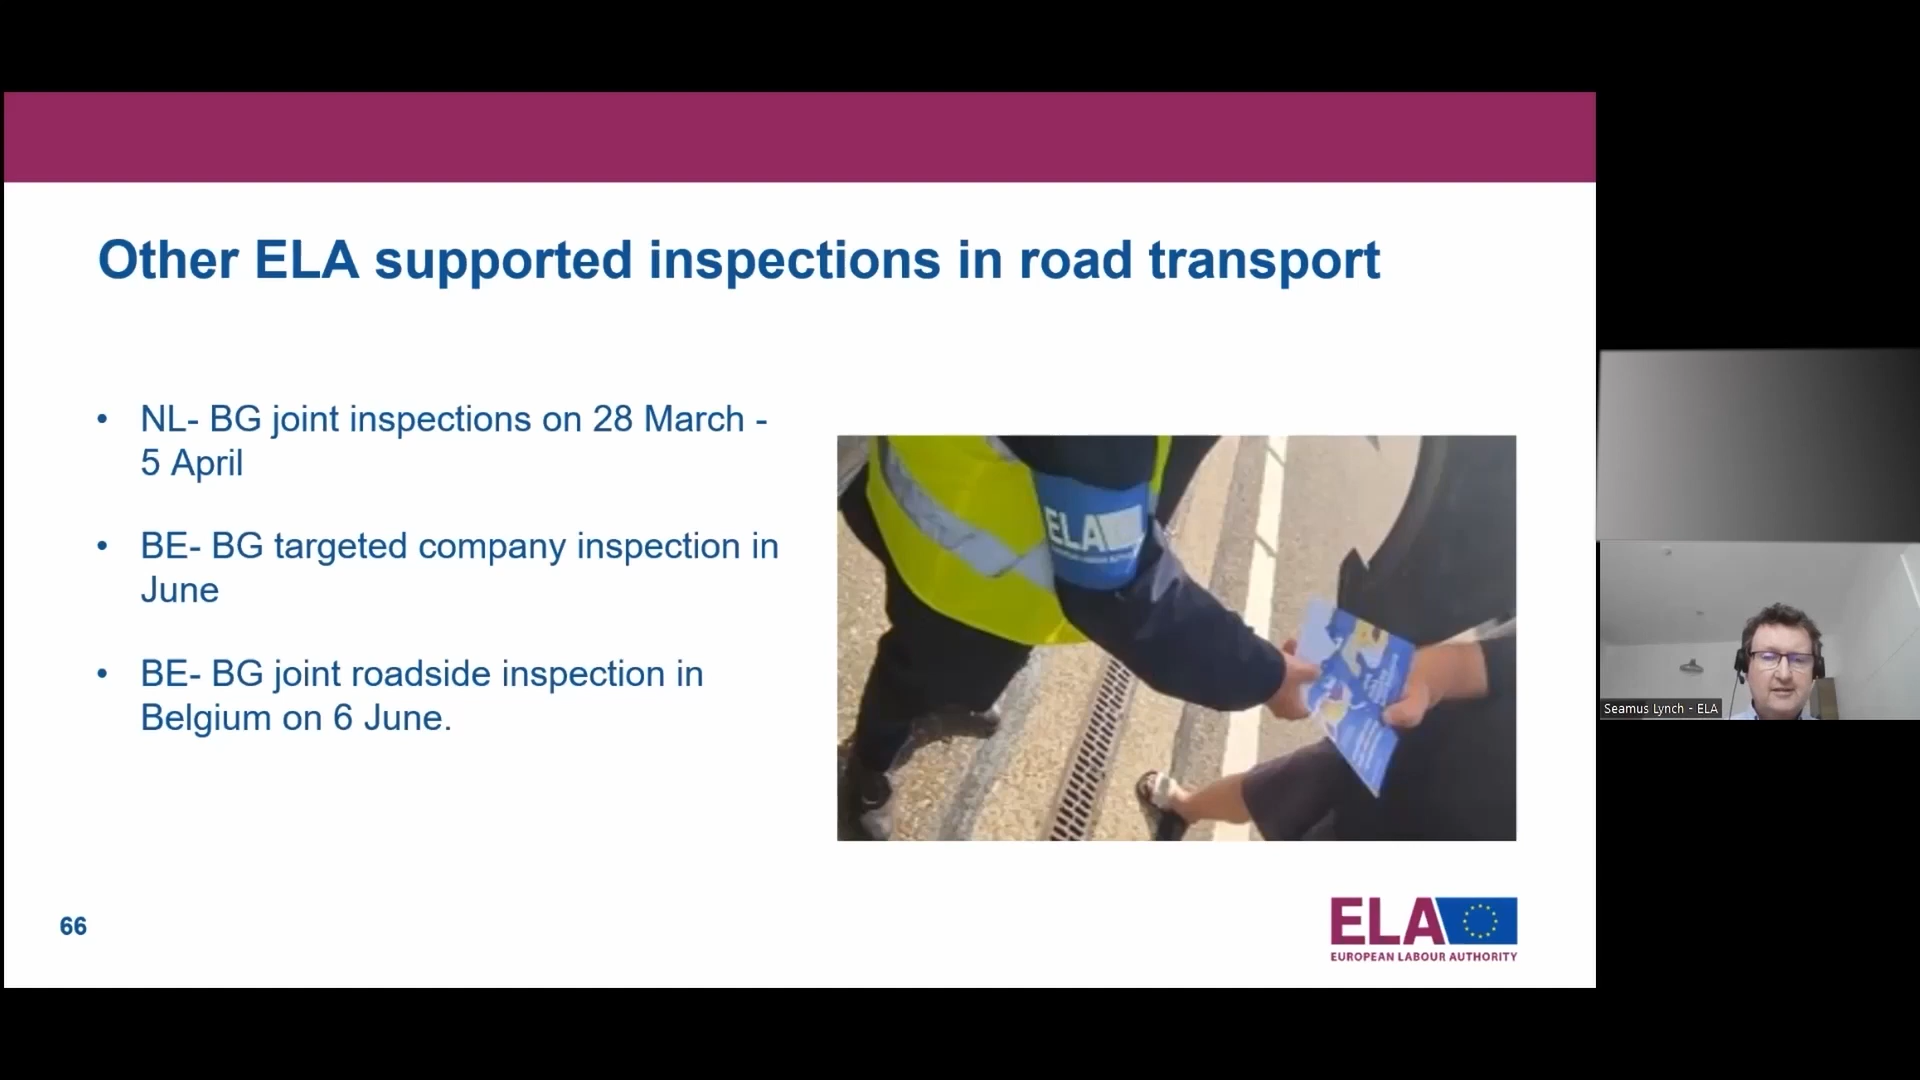 Other ELA supported inspections in road transport
• NL- BG joint inspections on 28 March -
5 April
• BE- BG targeted company inspection in
June
• BE- BG joint roadside inspection in
Belgium on 6 June.
ELA
66
ELA
EUROPEAN LABOUR AUTHORITY
Seamus Lynch - ELA